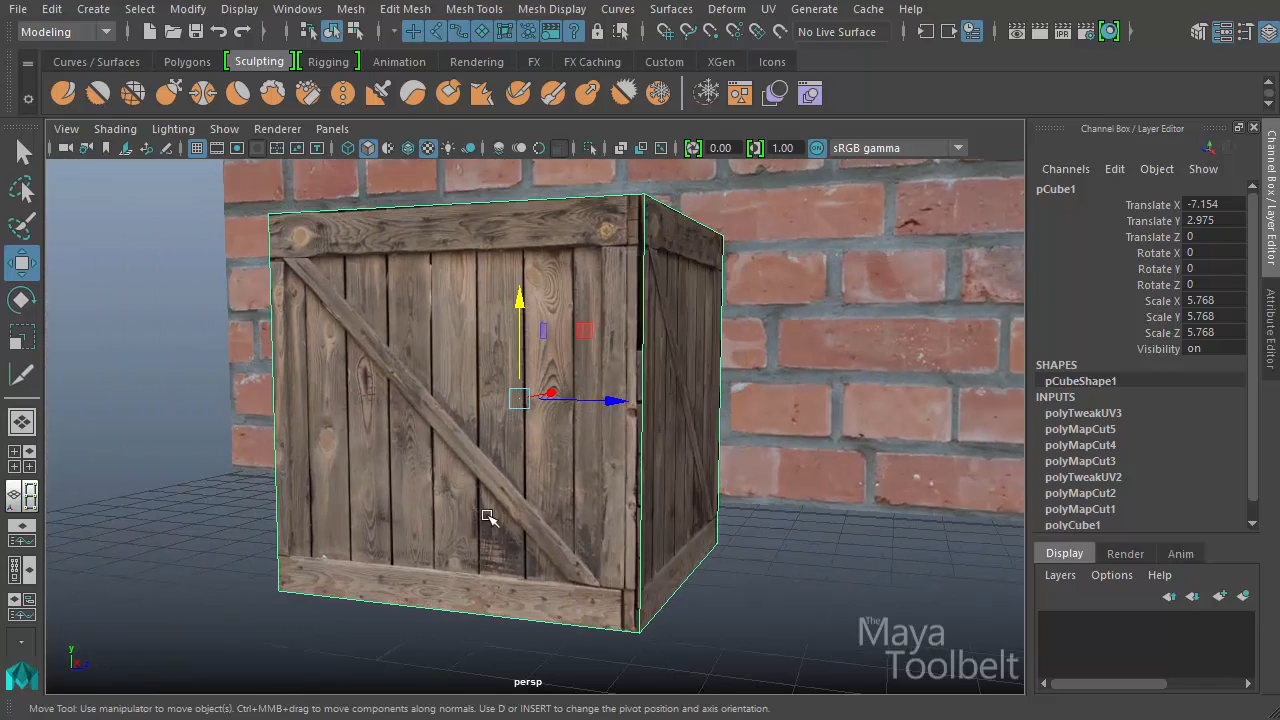 File Edit Create Select Modify Display Windows Mesh Edit Mesh Mesh Tools Mesh Display Curves Surfaces Deform UV Generate Cache Help
Modeling No Live Surface IPR
Curves / Surfaces Polygons Sculpting Rigging Animation Rendering FX FX Caching Custom XGen Icons
View Shading Lighting Show Renderer Panels
0.00 1.00 ON sRGB gamma
Channel Box / Layer Editor
Channels Edit Object Show
pCube1
Translate X -7.154
Translate Y 2.975
Translate Z 0
Rotate X 0
Rotate Y 0
Rotate Z 0
Scale X 5.768
Scale Y 5.768
Scale Z 5.768
Visibility on
SHAPES
pCubeShape1
INPUTS
polyTweakUV3
polyMapCut5
polyMapCut4
polyMapCut3
polyTweakUV2
polyMapCut2
polyMapCut1
polyCube1
Display Render Anim
Layers Options Help
Channel Box / Layer Editor
Attribute Editor
The Maya
Toolbelt
y
persp
Move Tool: Use manipulator to move object(s). Ctrl+MMB+drag to move components along normals. Use D or INSERT to change the pivot position and axis orientation.